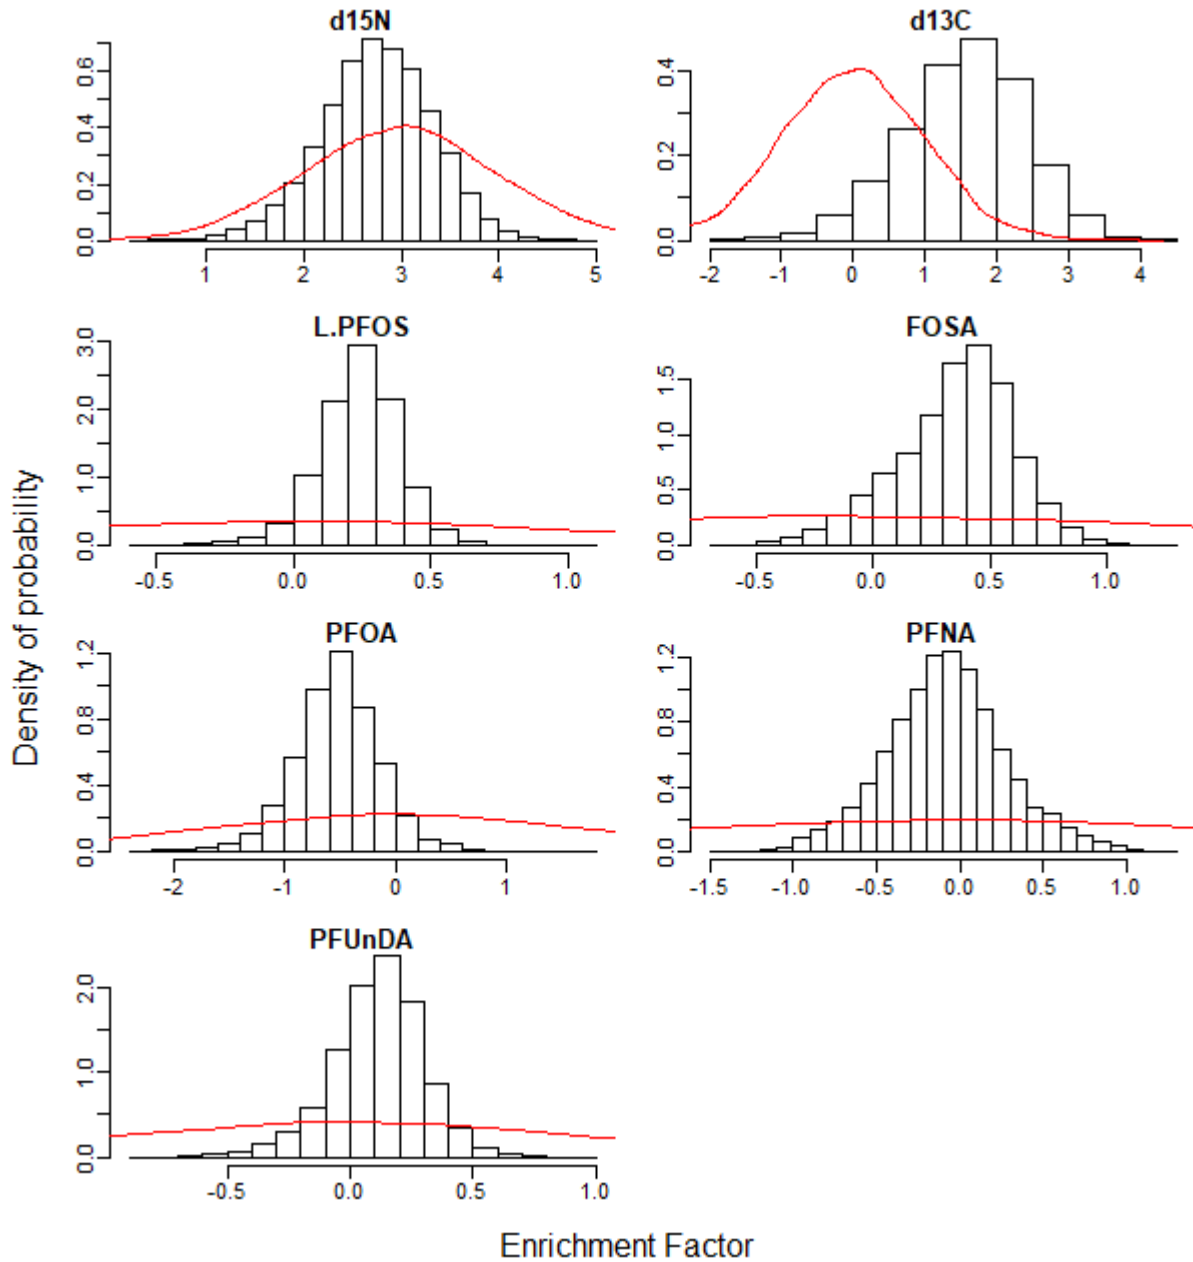 d15N
0.0 0.2 0.4 0.6
1 2 3 4 5
d13C
0.0 0.2 0.4
-2 -1 0 1 2 3 4
L.PFOS
0.0 1.0 2.0 3.0
-0.5 0.0 0.5 1.0
FOSA
0.0 0.5 1.0 1.5
-0.5 0.0 0.5 1.0
PFOA
0.0 0.4 0.8 1.2
-2 -1 0 1
PFNA
0.0 0.4 0.8 1.2
-1.5 -1.0 -0.5 0.0 0.5 1.0
PFUnDA
0.0 1.0 2.0
-0.5 0.0 0.5 1.0
Density of probability
Enrichment Factor